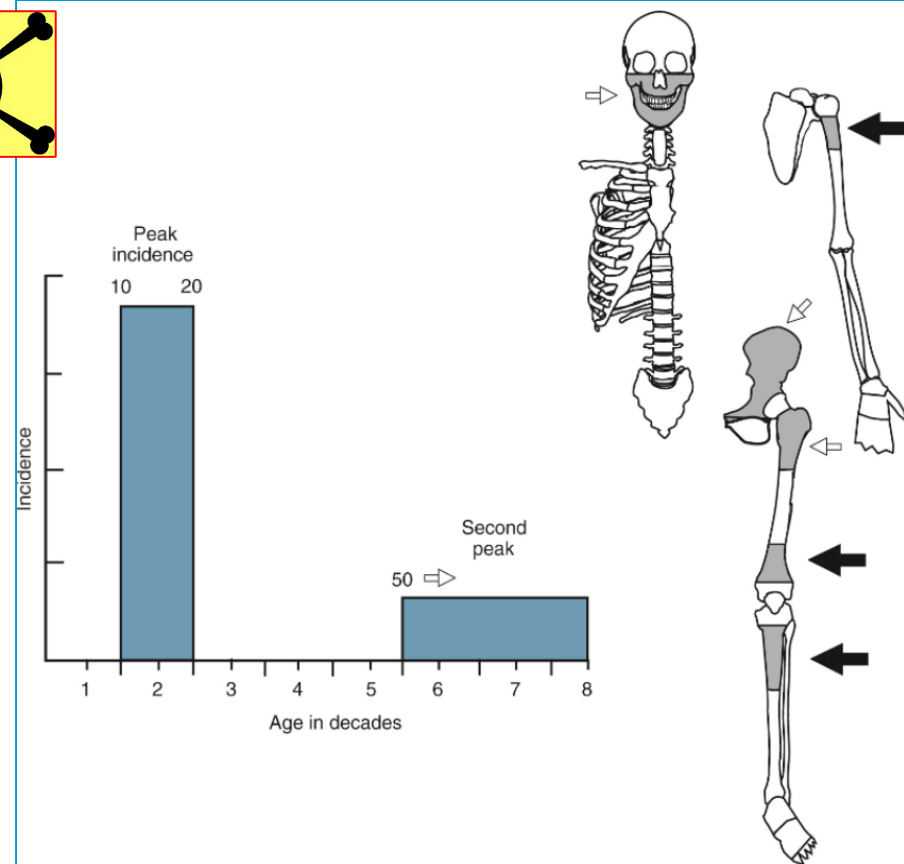 Peak
incidence
10 20
Second
peak
50
Incidence
1 2 3 4 5 6 7 8
Age in decades